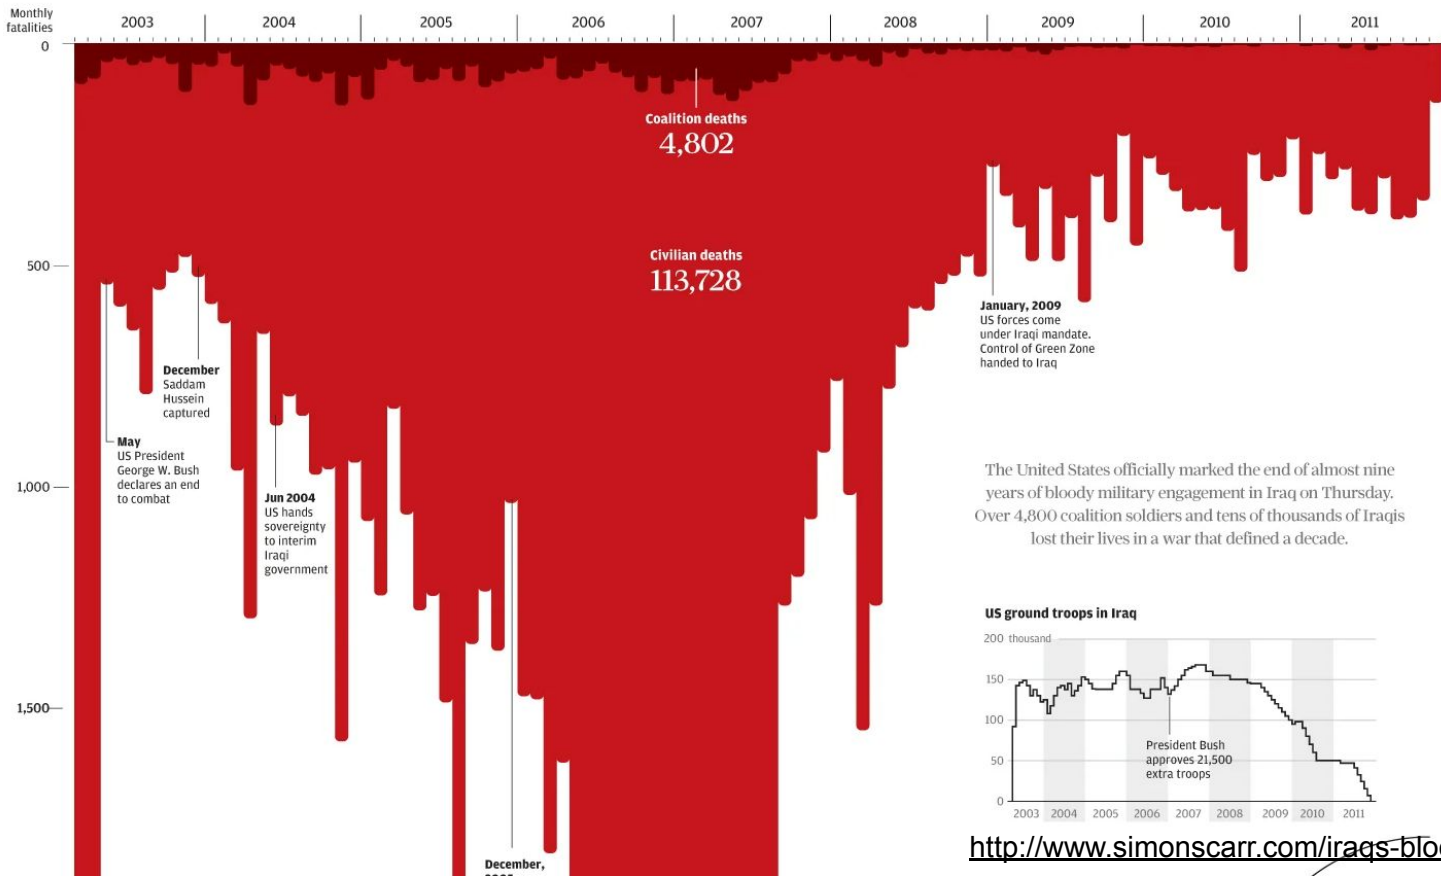 Monthly
fatalities
2003 2004 2005 2006 2007 2008 2009 2010 2011
0
Coalition deaths
4,802
500
Civilian deaths
113,728
January, 2009
US forces come
under Iraqi mandate.
Control of Green Zone
handed to Iraq
December
Saddam
Hussein
captured
May
US President
George W. Bush
declares an end
to combat
1,000
Jun 2004
US hands
sovereignty
to interim
Iraqi
government
The United States officially marked the end of almost nine
years of bloody military engagement in Iraq on Thursday.
Over 4,800 coalition soldiers and tens of thousands of Iraqis
lost their lives in a war that defined a decade.
1,500
US ground troops in Iraq
200 thousand
150
100
President Bush
approves 21,500
extra troops
50
0
2003 2004 2005 2006 2007 2008 2009 2010 2011
http://www.simonscarr.com/iraqs-bloo
December,